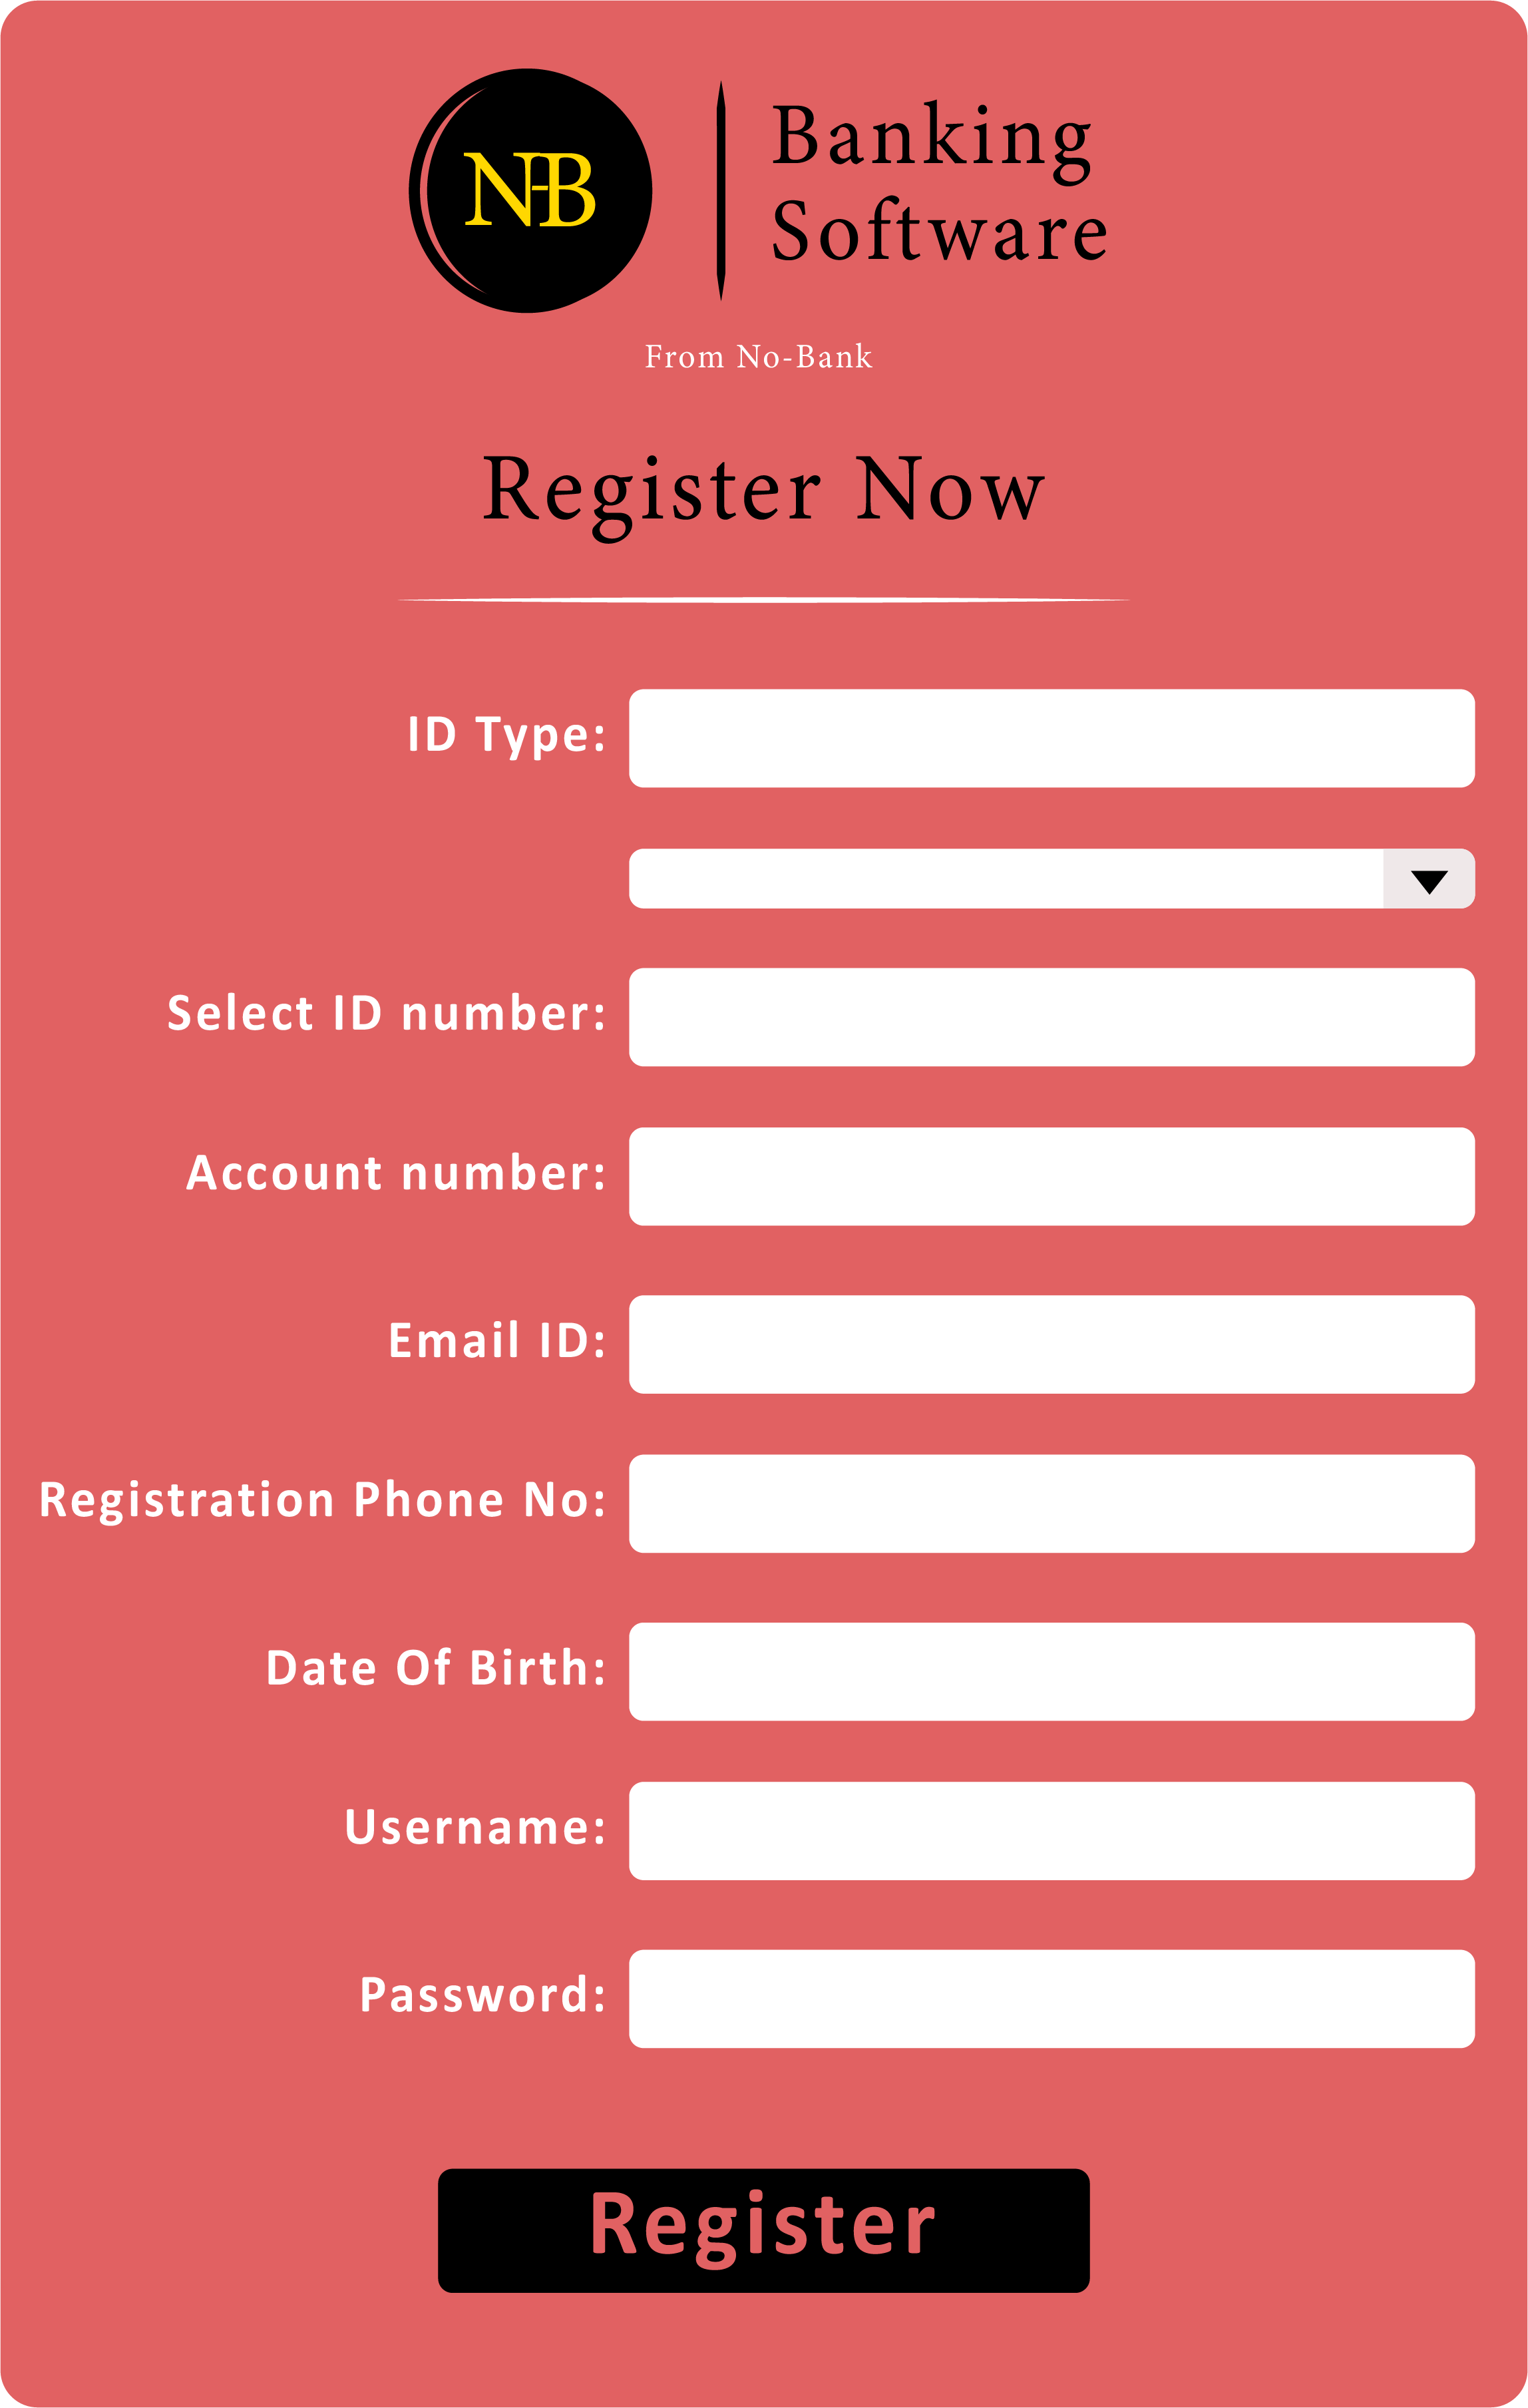 N-B
Banking
Software
From No-Bank
Register Now
ID Type:
Select ID number:
Account number:
Email ID:
Registration Phone No:
Date Of Birth:
Username:
Password:
Register